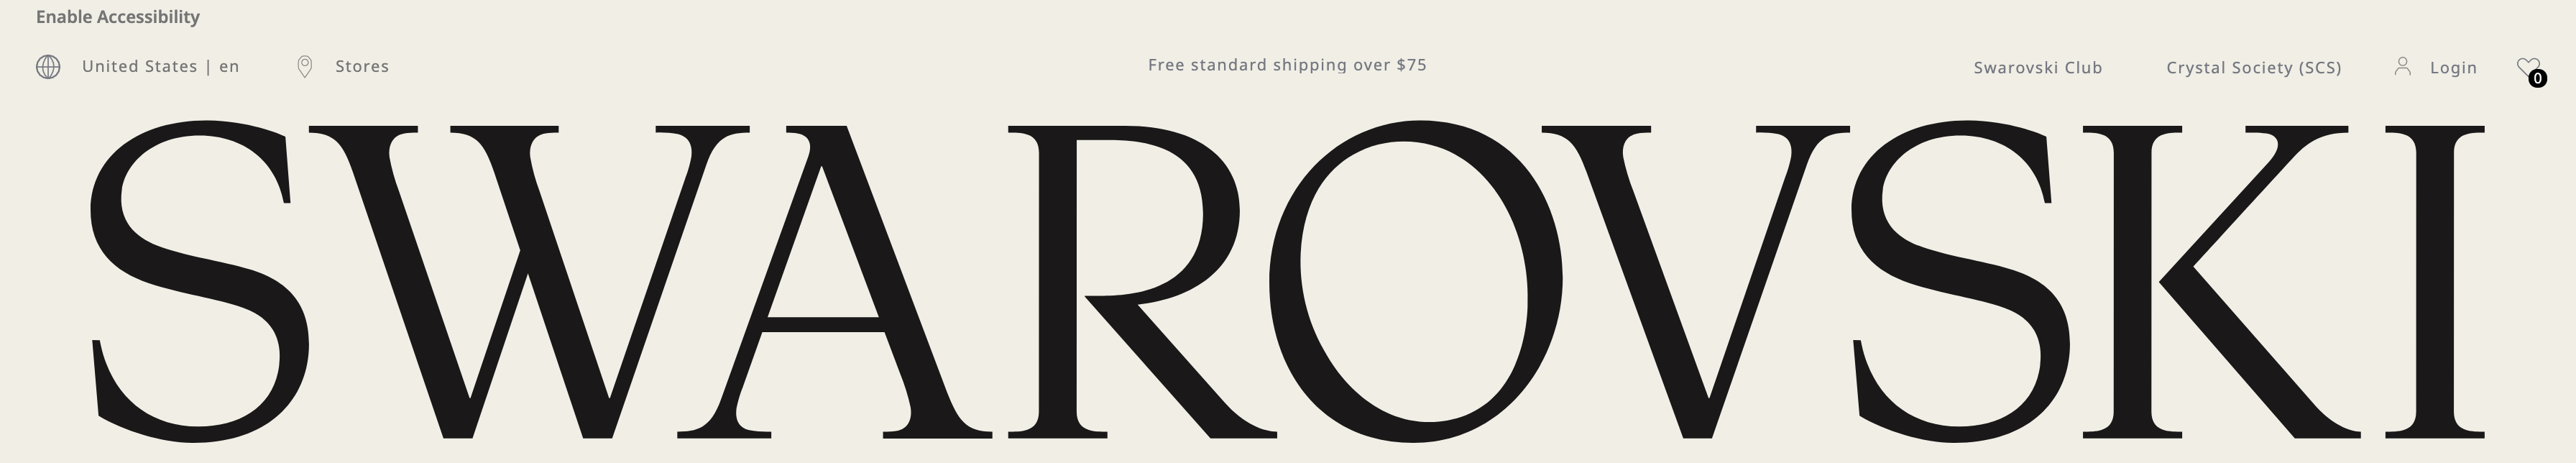 Enable Accessibility
United States | en
Stores
Free standard shipping over $75
Swarovski Club
Crystal Society (SCS)
Login
0
SWAROVSKI